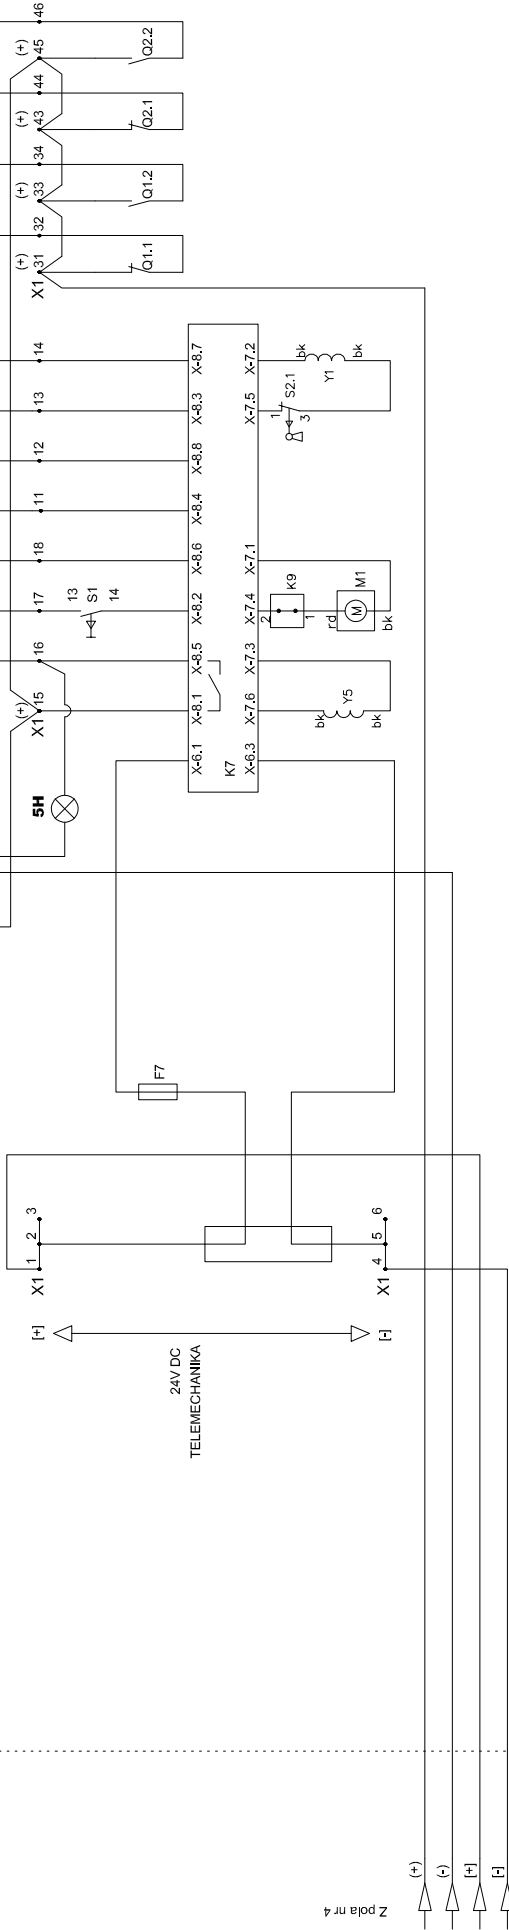 46
(+) 45
44
(+) 43
34
(+) 33
32
(+) 31
X1
Q2.2
Q2.1
Q1.2
Q1.1
14
13
12
11
18
17
16
(+) 15
X1
13 S1 14
5H
X-8.7
X-8.3
X-8.8
X-8.4
X-8.6
X-8.2
X-8.5
X-8.1
X-6.1
K7
X-7.2
X-7.5
X-7.1
X-7.4
X-7.3
X-7.6
X-6.3
bk Y1 bk
1 S2.1 3
2 K9 1
rd M M1 bk
bk Y5 bk
F7
X1 1 2 3
X1 4 5 6
[+]
24V DC
TELEMECHANIKA
[-]
Z pola nr 4
(+)
(-)
[+]
[-]